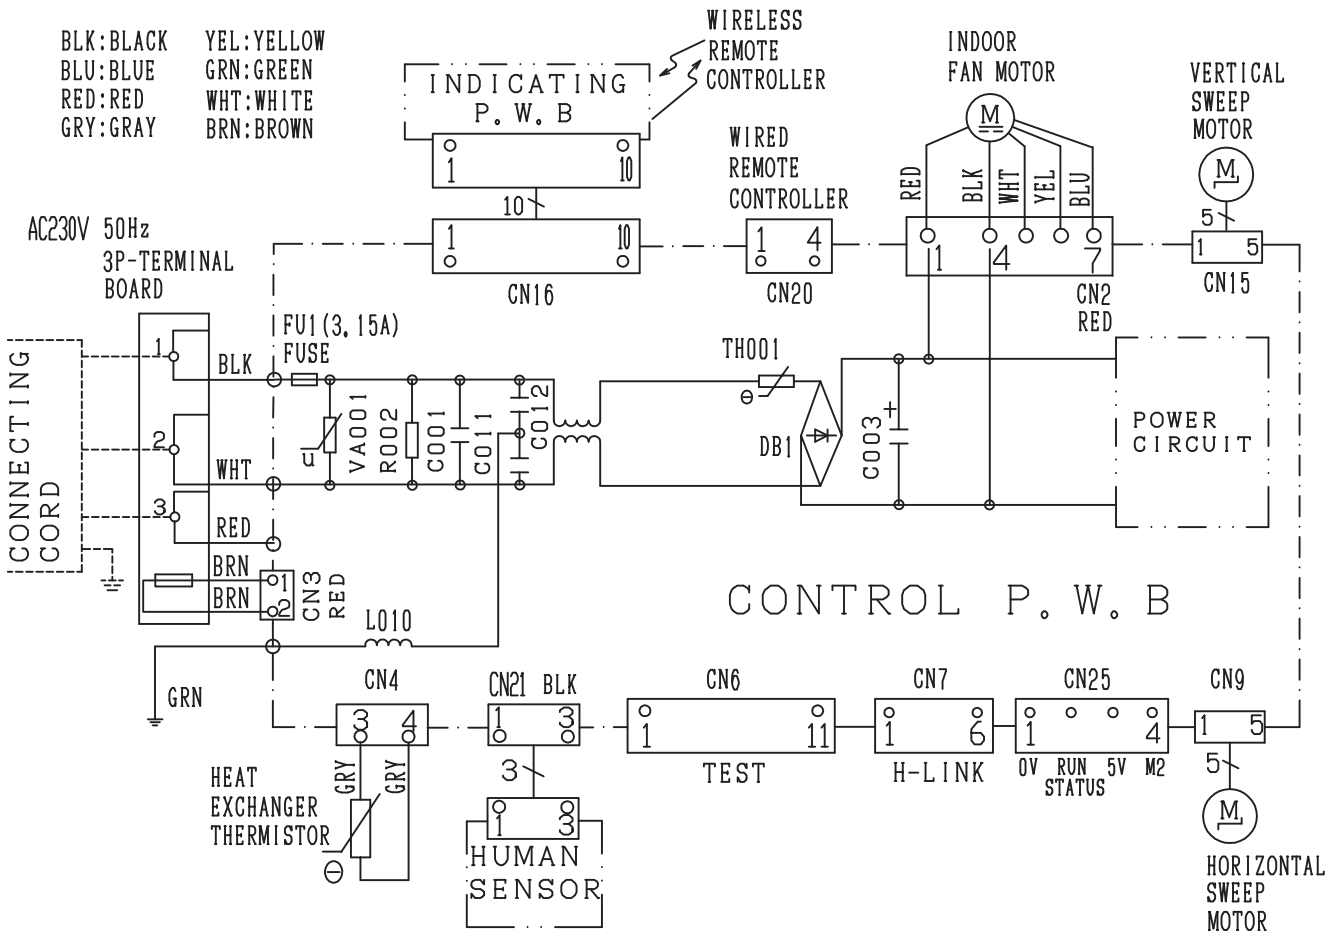 BLK:BLACK YEL:YELLOW
BLU:BLUE GRN:GREEN
RED:RED WHT:WHITE
GRY:GRAY BRN:BROWN
INDICATING
P. W. B
1 10
10
1 10
CN16
WIRELESS
REMOTE
CONTROLLER
WIRED
REMOTE
CONTROLLER
1 4
CN20
INDOOR
FAN MOTOR
M
RED BLK WHT YEL BLU
1 4 7
CN2
RED
VERTICAL
SWEEP
MOTOR
M
5
1 5
CN15
AC230V 50Hz
3P-TERMINAL
BOARD
CONNECTING
CORD
1
2
3
BLK
WHT
RED
BRN
BRN
1
2
CN3
RED
GRN
FU1(3.15A)
FUSE
u
VA001
R002
C001
C011
C012
L010
TH001
θ
DB1
+
C003
POWER
CIRCUIT
CONTROL P. W. B
CN4
3 4
GRY GRY
HEAT
EXCHANGER
THERMISTOR
θ
CN21 BLK
1 3
3
1 3
HUMAN
SENSOR
CN6
1 11
TEST
CN7
1 6
H-LINK
CN25
1 4
0V RUN 5V M2
STATUS
CN9
1 5
5
M
HORIZONTAL
SWEEP
MOTOR